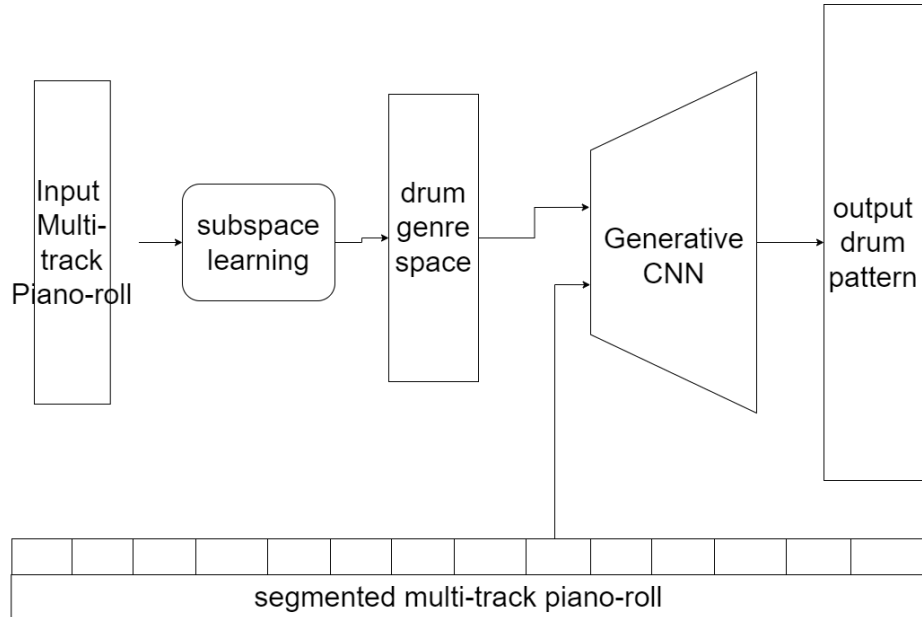 Input
Multi-
track
Piano-roll
subspace
learning
drum
genre
space
Generative
CNN
output
drum
pattern
segmented multi-track piano-roll